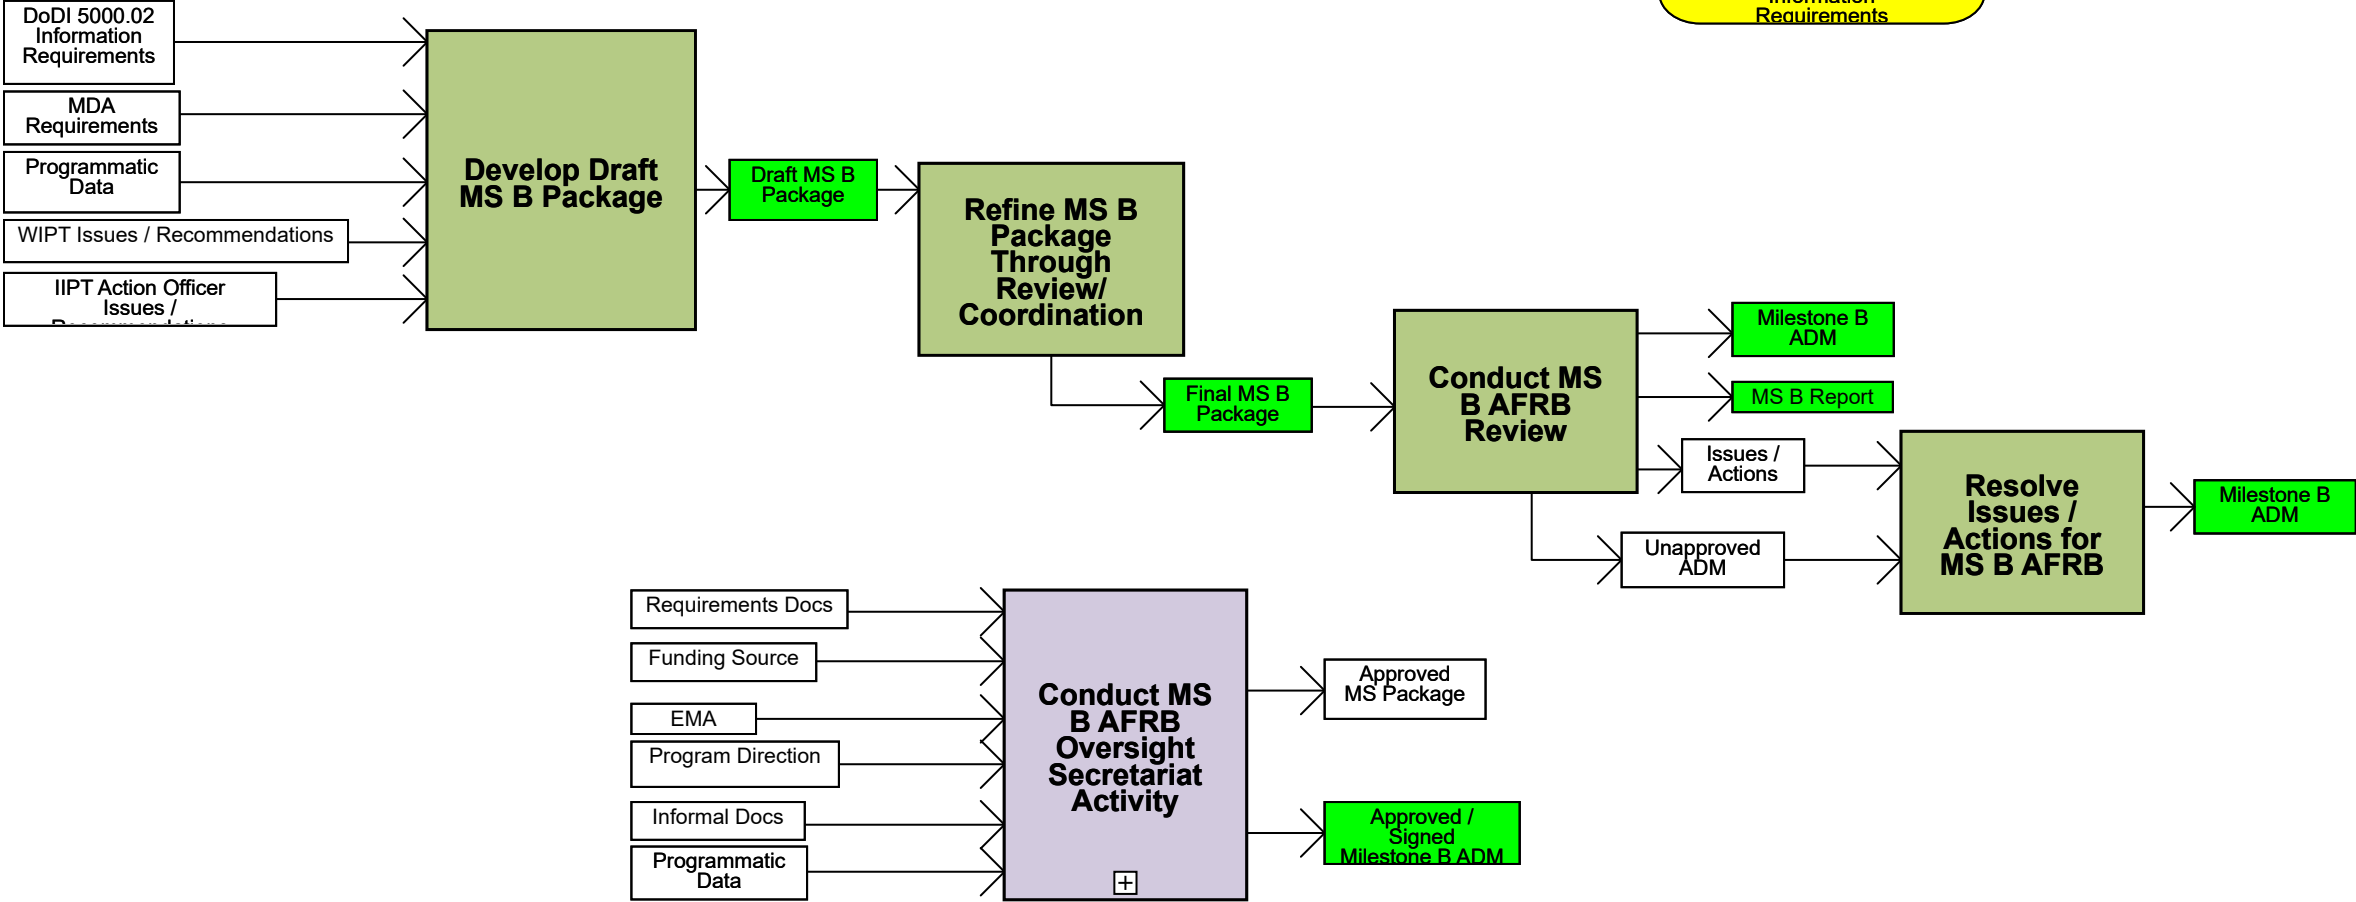 DoDI 5000.02
Information
Requirements
MDA
Requirements
Programmatic
Data
WIPT Issues / Recommendations
IIPT Action Officer
Issues /
Recommendations
Develop Draft
MS B Package
Draft MS B
Package
Refine MS B
Package
Through
Review/
Coordination
Final MS B
Package
Information
Requirements
Conduct MS
B AFRB
Review
Milestone B
ADM
MS B Report
Issues /
Actions
Unapproved
ADM
Resolve
Issues /
Actions for
MS B AFRB
Milestone B
ADM
Requirements Docs
Funding Source
EMA
Program Direction
Informal Docs
Programmatic
Data
Conduct MS
B AFRB
Oversight
Secretariat
Activity
Approved
MS Package
Approved /
Signed
Milestone B ADM